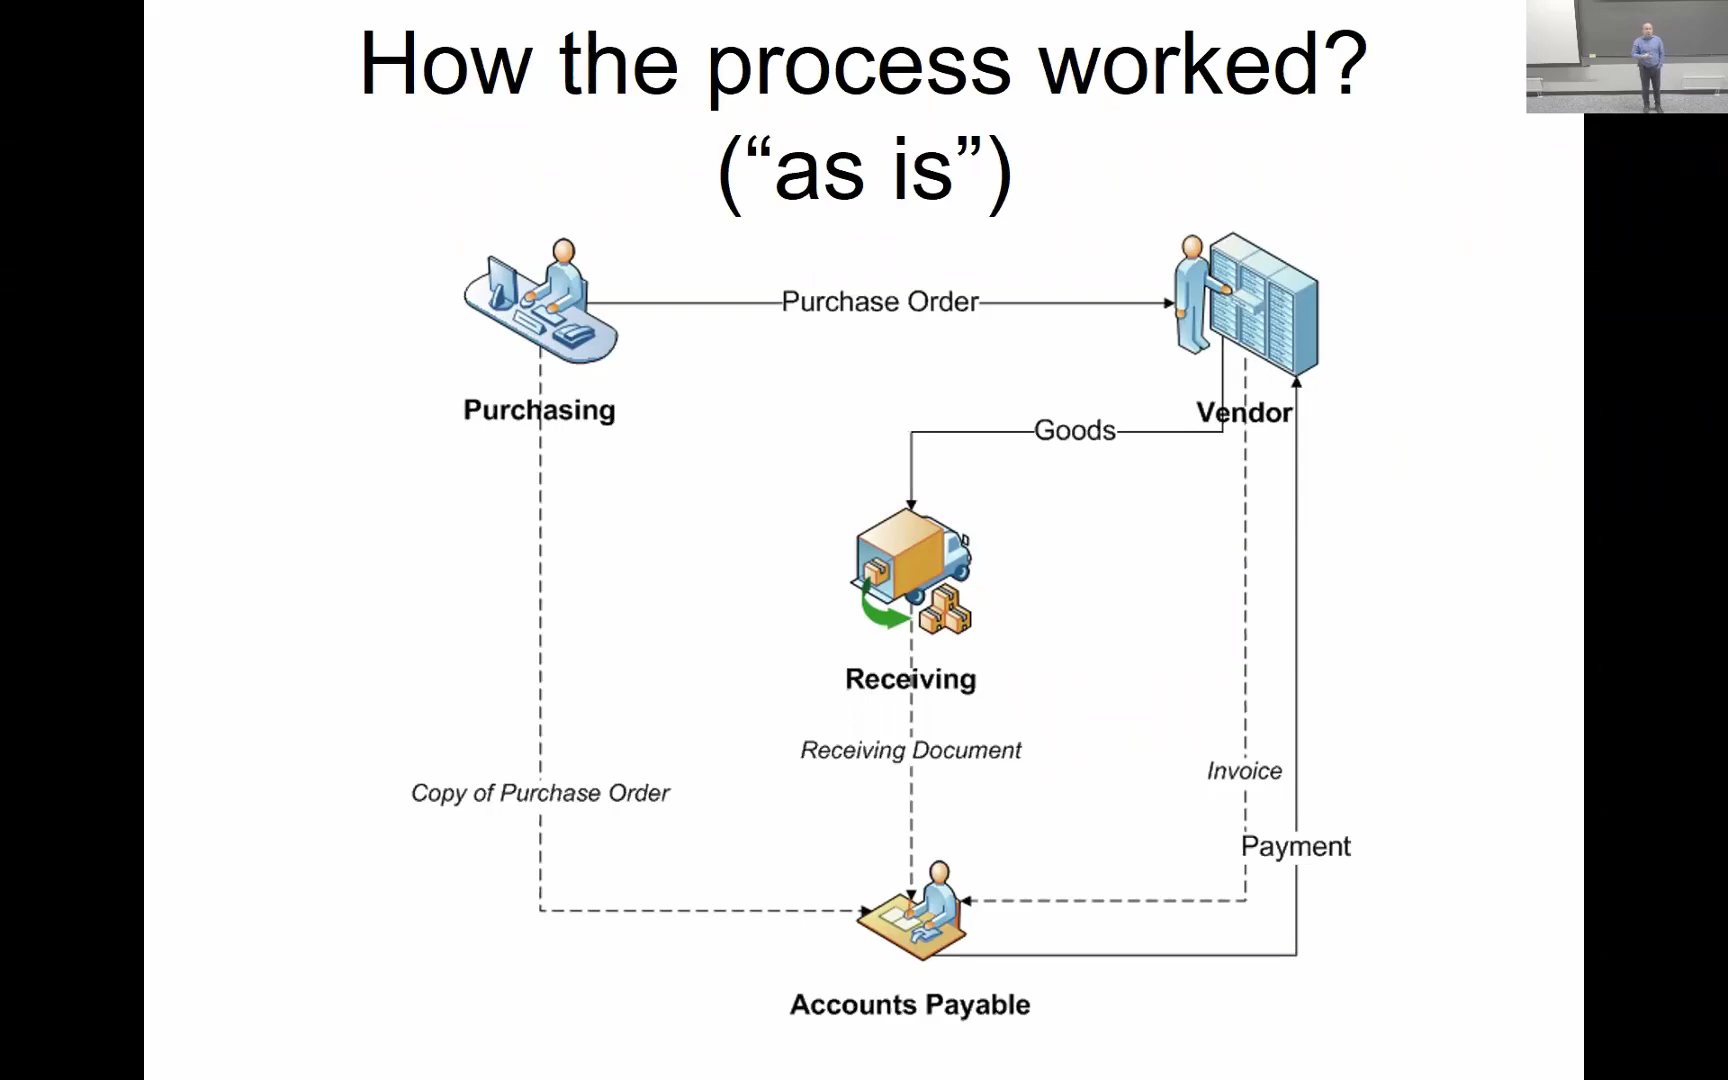 How the process worked?
(“as is”)
Purchase Order
Purchasing
Vendor
Goods
Receiving
Receiving Document
Invoice
Copy of Purchase Order
Payment
Accounts Payable